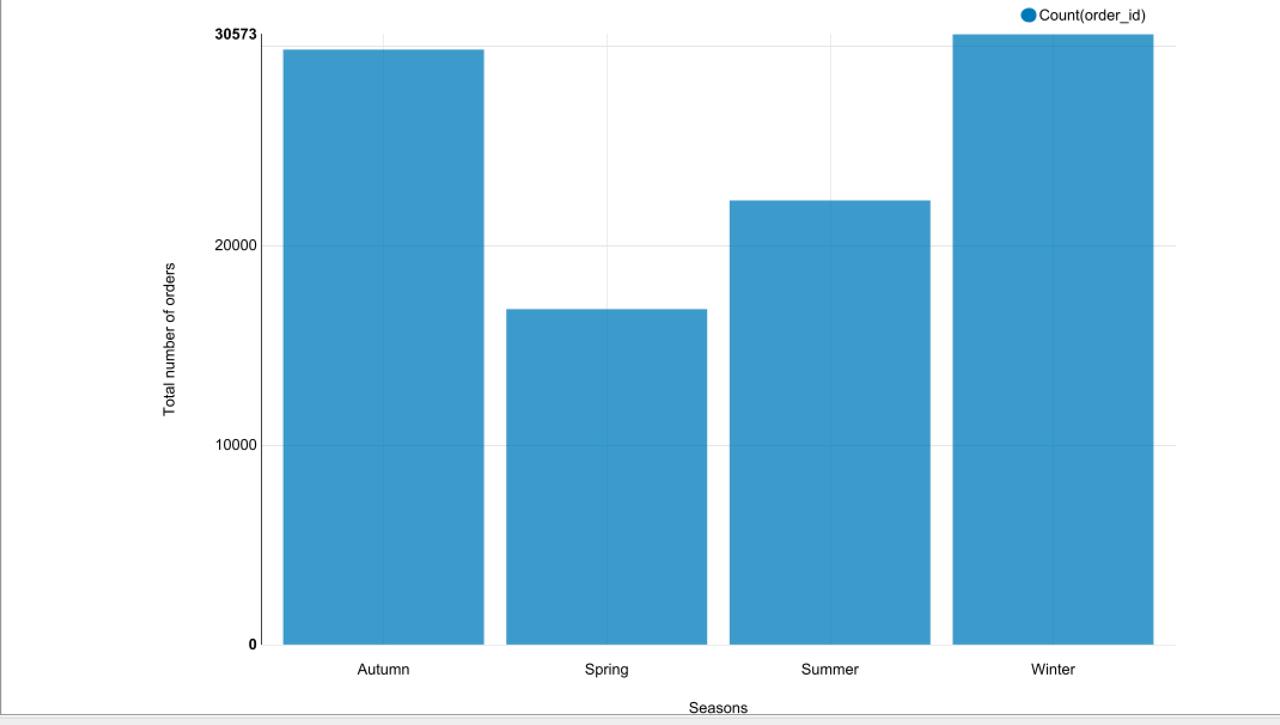 Count(order_id)
30573
20000
10000
0
Total number of orders
Autumn
Spring
Summer
Winter
Seasons